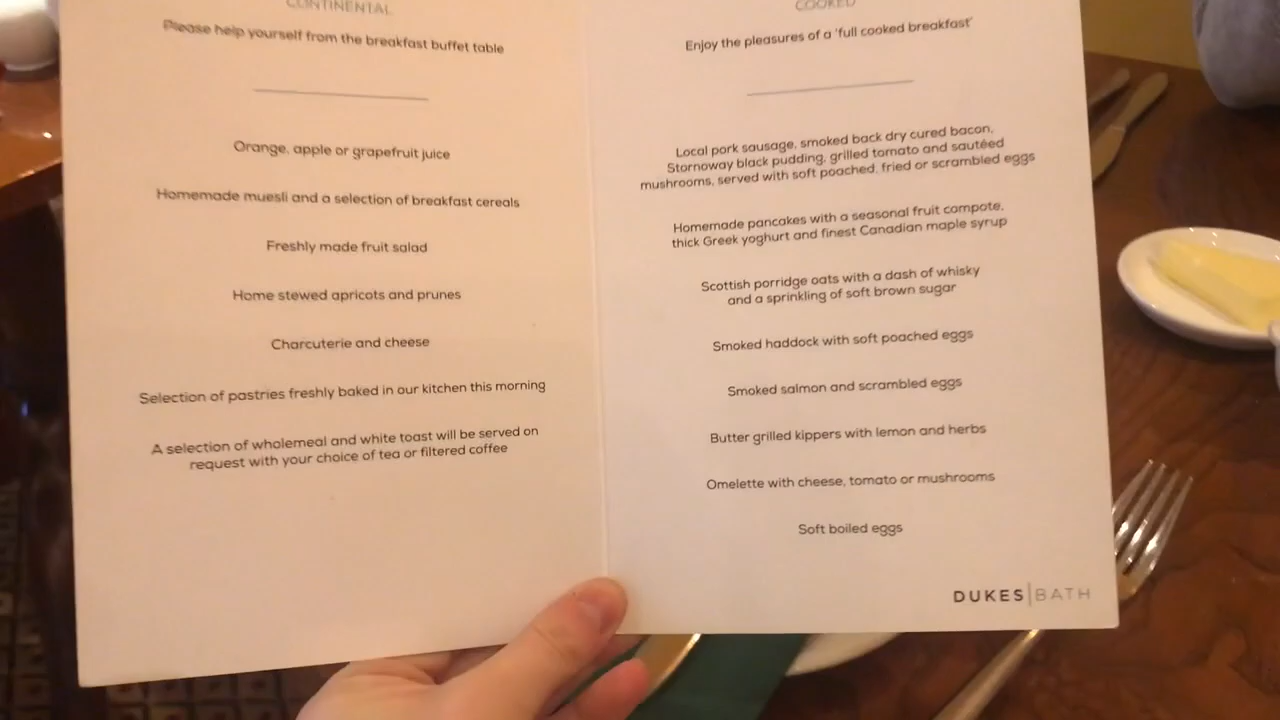 CONTINENTAL
Please help yourself from the breakfast buffet table
Orange, apple or grapefruit juice
Homemade muesli and a selection of breakfast cereals
Freshly made fruit salad
Home stewed apricots and prunes
Charcuterie and cheese
Selection of pastries freshly baked in our kitchen this morning
A selection of wholemeal and white toast will be served on
request with your choice of tea or filtered coffee
COOKED
Enjoy the pleasures of a 'full cooked breakfast'
Local pork sausage, smoked back dry cured bacon,
Stornoway black pudding, grilled tomato and sautéed
mushrooms, served with soft poached, fried or scrambled eggs
Homemade pancakes with a seasonal fruit compote,
thick Greek yoghurt and finest Canadian maple syrup
Scottish porridge oats with a dash of whisky
and a sprinkling of soft brown sugar
Smoked haddock with soft poached eggs
Smoked salmon and scrambled eggs
Butter grilled kippers with lemon and herbs
Omelette with cheese, tomato or mushrooms
Soft boiled eggs
DUKES|BATH